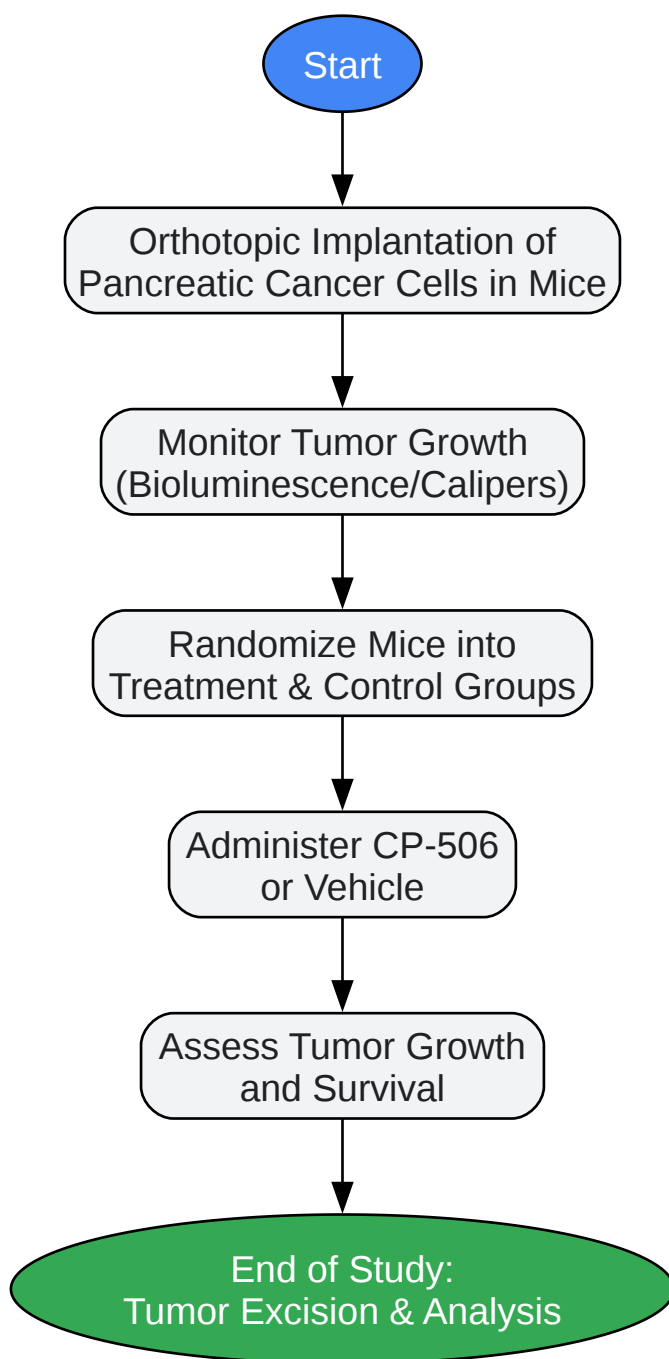 Start
Orthotopic Implantation of
Pancreatic Cancer Cells in Mice
Monitor Tumor Growth
(Bioluminescence/Calipers)
Randomize Mice into
Treatment & Control Groups
Administer CP-506
or Vehicle
Assess Tumor Growth
and Survival
End of Study:
Tumor Excision & Analysis